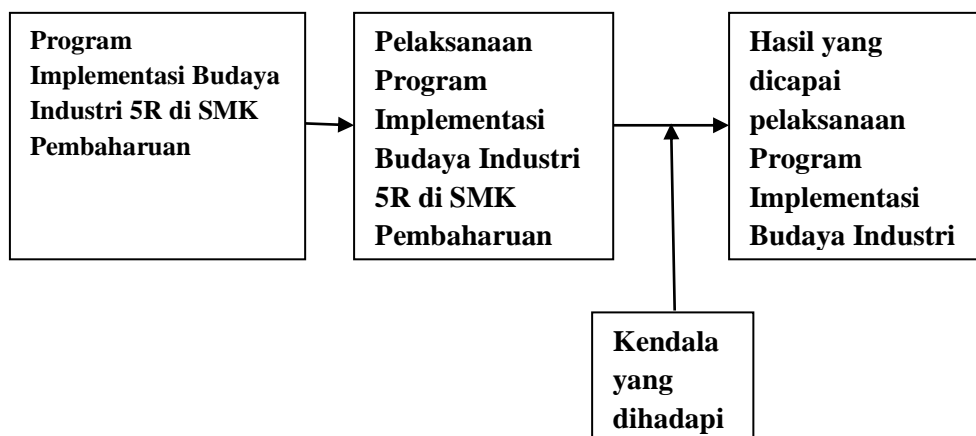 Program
Implementasi Budaya
Industri 5R di SMK
Pembaharuan
Pelaksanaan
Program
Implementasi
Budaya Industri
5R di SMK
Pembaharuan
Hasil yang
dicapai
pelaksanaan
Program
Implementasi
Budaya Industri
Kendala
yang
dihadapi